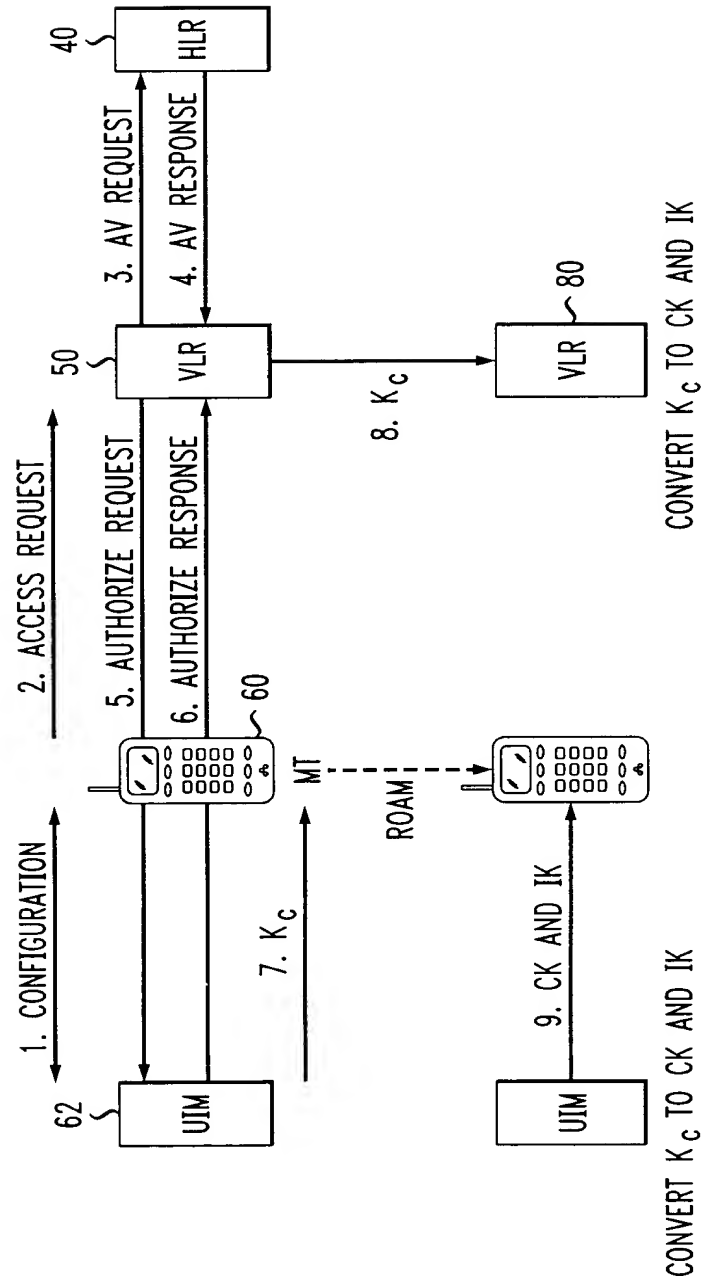 1. CONFIGURATION
2. ACCESS REQUEST
62
UIM
60
MT
50
VLR
40
HLR
5. AUTHORIZE REQUEST
6. AUTHORIZE RESPONSE
3. AV REQUEST
4. AV RESPONSE
7. Kc
ROAM
8. Kc
UIM
9. CK AND IK
80
VLR
CONVERT Kc TO CK AND IK
CONVERT Kc TO CK AND IK